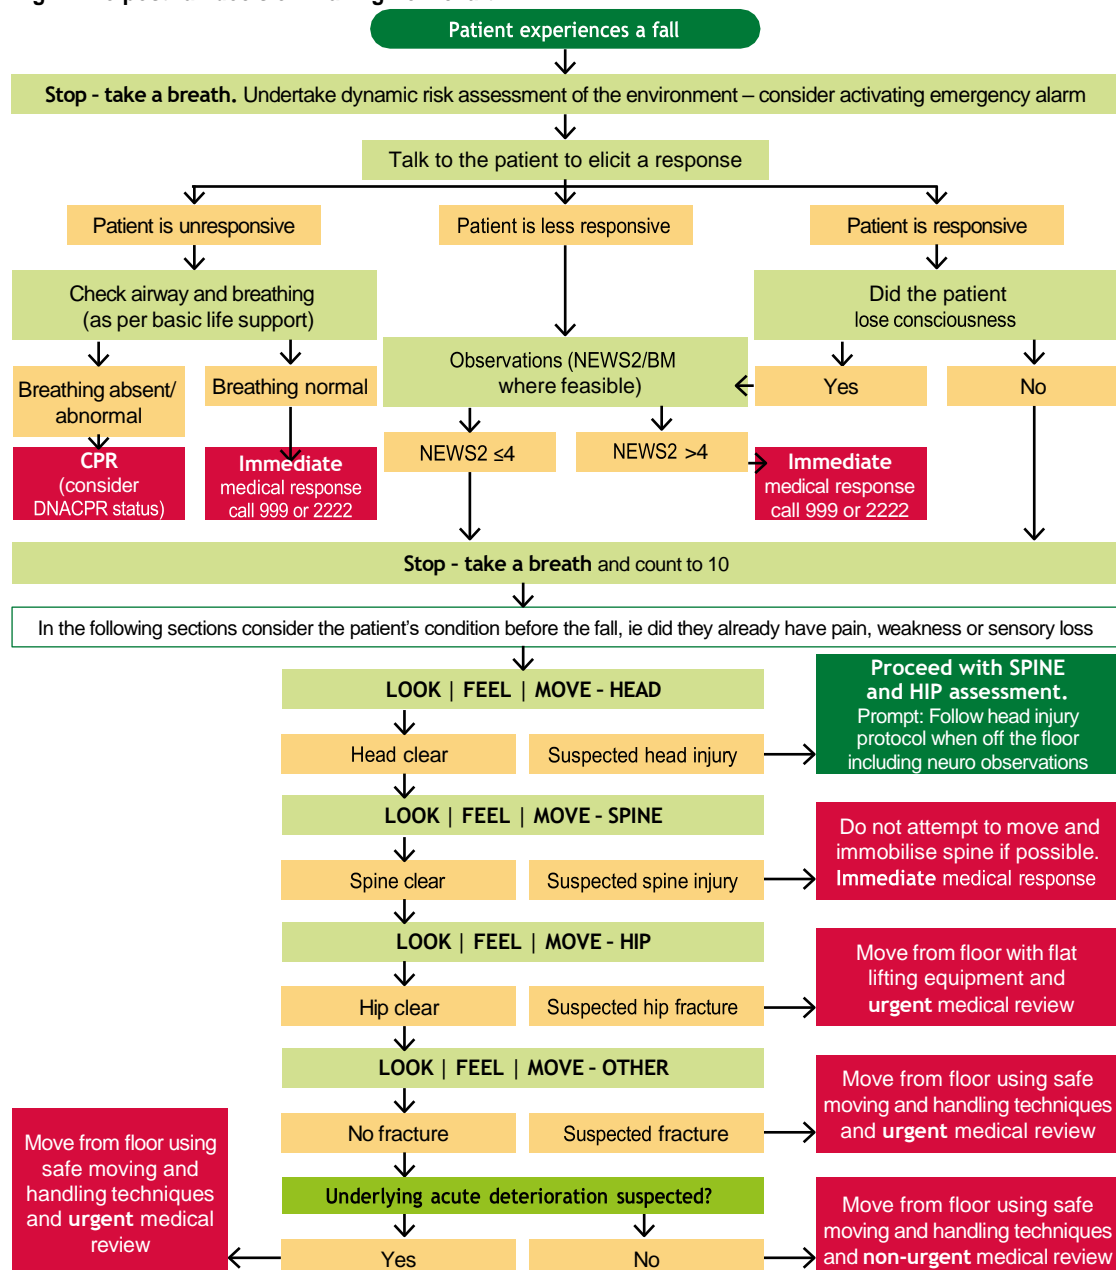 Patient experiences a fall
Stop – take a breath. Undertake dynamic risk assessment of the environment – consider activating emergency alarm
Talk to the patient to elicit a response
Patient is unresponsive
Patient is less responsive
Patient is responsive
Check airway and breathing
(as per basic life support)
Did the patient
lose consciousness
Observations (NEWS2/BM
where feasible)
Breathing absent/
abnormal
Breathing normal
Yes
No
NEWS2 ≤4
NEWS2 >4
CPR
(consider
DNACPR status)
Immediate
medical response
call 999 or 2222
Immediate
medical response
call 999 or 2222
Stop – take a breath and count to 10
In the following sections consider the patient’s condition before the fall, ie did they already have pain, weakness or sensory loss
LOOK | FEEL | MOVE – HEAD
Head clear
Suspected head injury
Proceed with SPINE
and HIP assessment.
Prompt: Follow head injury
protocol when off the floor
including neuro observations
LOOK | FEEL | MOVE – SPINE
Spine clear
Suspected spine injury
Do not attempt to move and
immobilise spine if possible.
Immediate medical response
LOOK | FEEL | MOVE – HIP
Hip clear
Suspected hip fracture
Move from floor with flat
lifting equipment and
urgent medical review
LOOK | FEEL | MOVE – OTHER
No fracture
Suspected fracture
Move from floor using safe
moving and handling techniques
and urgent medical review
Underlying acute deterioration suspected?
Yes
No
Move from floor using
safe moving and
handling techniques
and urgent medical
review
Move from floor using safe
moving and handling techniques
and non-urgent medical review